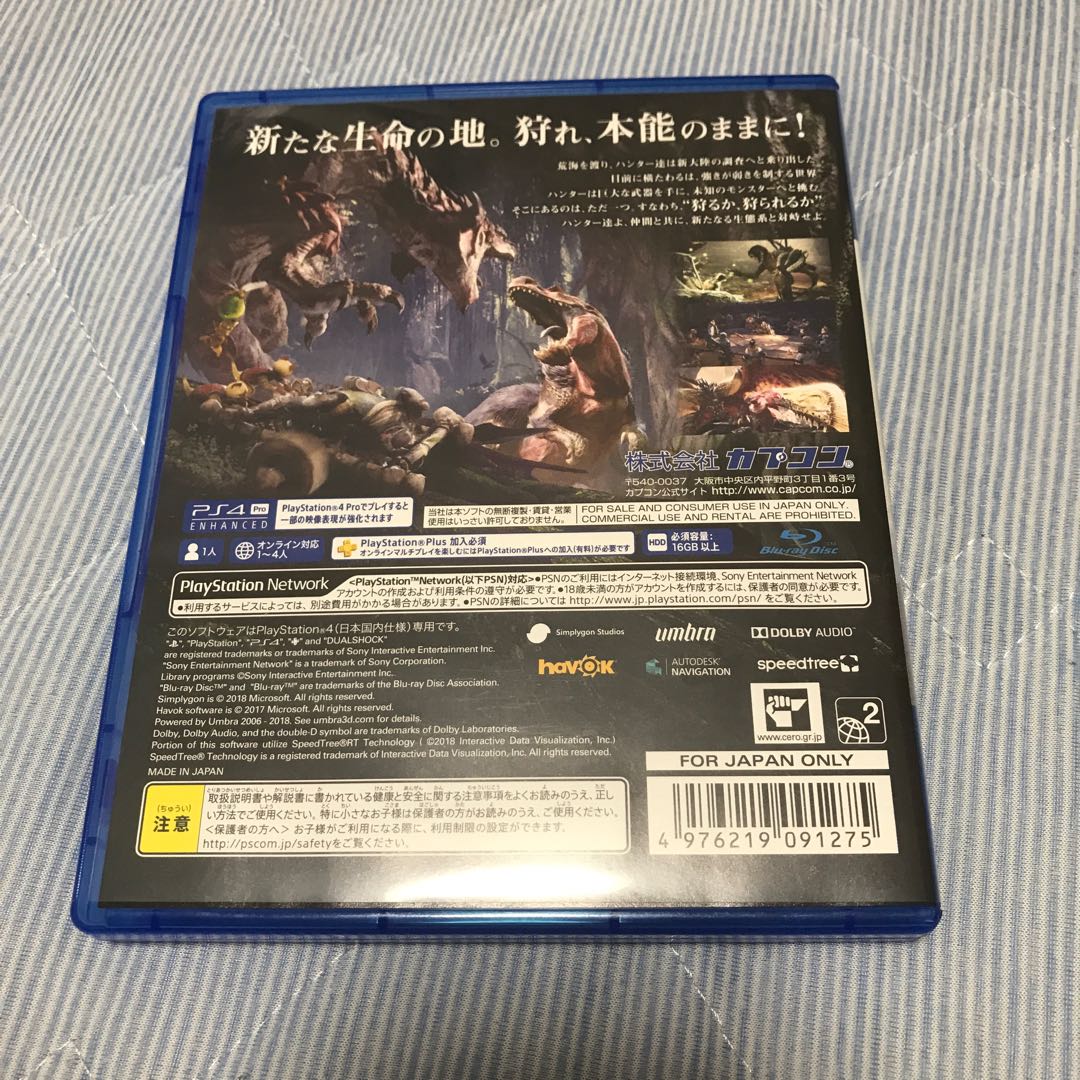 新たな生命の地。狩れ、本能のままに!
荒海を渡り、ハンター達は新大陸の調査へと乗り出した。
目前に横たわるは、強きが弱きを制する世界
ハンターは巨大な武器を手に、未知のモンスターへと挑む。
そこにあるのは、ただ一つ。すなわち、“狩るか、狩られるか”
ハンター達よ、仲間と共に、新たなる生態系と対峙せよ。
株式会社 カプコン®
〒540-0037 大阪市中央区内平野町3丁目1番3号
カプコン公式サイト http://www.capcom.co.jp/
PS4 Pro
ENHANCED
PlayStation®4 Proでプレイすると
一部の映像表現が強化されます
当社は本ソフトの無断複製・賃貸・営業
使用はいっさい許可しておりません。
FOR SALE AND CONSUMER USE IN JAPAN ONLY
COMMERCIAL USE AND RENTAL ARE PROHIBITED.
1人
オンライン対応
1~4人
PlayStation®Plus 加入必須
オンラインマルチプレイを楽しむにはPlayStation®Plusへの加入(有料)が必要です
HDD
必須容量:
16GB以上
Blu-ray Disc
PlayStation Network
<PlayStation™Network(以下PSN)対応>●PSNのご利用にはインターネット接続環境、Sony Entertainment Network
アカウントの作成および利用条件の遵守が必要です。●18歳未満の方がアカウントを作成するには、保護者の同意が必要です。
●利用するサービスによっては、別途費用がかかる場合があります。●PSNの詳細については http://www.jp.playstation.com/psn/ をご覧ください。
このソフトウェアはPlayStation®4(日本国内仕様)専用です。
"PS", "PlayStation", "PS4", "+" and "DUALSHOCK"
are registered trademarks or trademarks of Sony Interactive Entertainment Inc.
"Sony Entertainment Network" is a trademark of Sony Corporation.
Library programs ©Sony Interactive Entertainment Inc.
"Blu-ray Disc™" and "Blu-ray™" are trademarks of the Blu-ray Disc Association.
Simplygon is © 2018 Microsoft. All rights reserved.
Havok software is © 2017 Microsoft. All rights reserved.
Powered by Umbra 2006 - 2018. See umbra3d.com for details.
Dolby, Dolby Audio, and the double-D symbol are trademarks of Dolby Laboratories.
Portion of this software utilize SpeedTree®RT Technology ( ©2018 Interactive Data Visualization, Inc.).
SpeedTree® Technology is a registered trademark of Interactive Data Visualization, Inc. All rights reserved.
MADE IN JAPAN
Simplygon Studios
umbra
DOLBY AUDIO™
havok
AUTODESK®
NAVIGATION
speedtree
www.cero.gr.jp
2
FOR JAPAN ONLY
(ちゅうい)
注意
取扱説明書や解説書に書かれている健康と安全に関する注意事項をよくお読みのうえ、正し
い方法でご使用ください。特に小さなお子様は保護者の方がお読みのうえ、ご使用ください。
<保護者の方へ> お子様がご利用になる際に、利用制限の設定ができます。
http://pscom.jp/safetyをご覧ください。
4 976219 091275